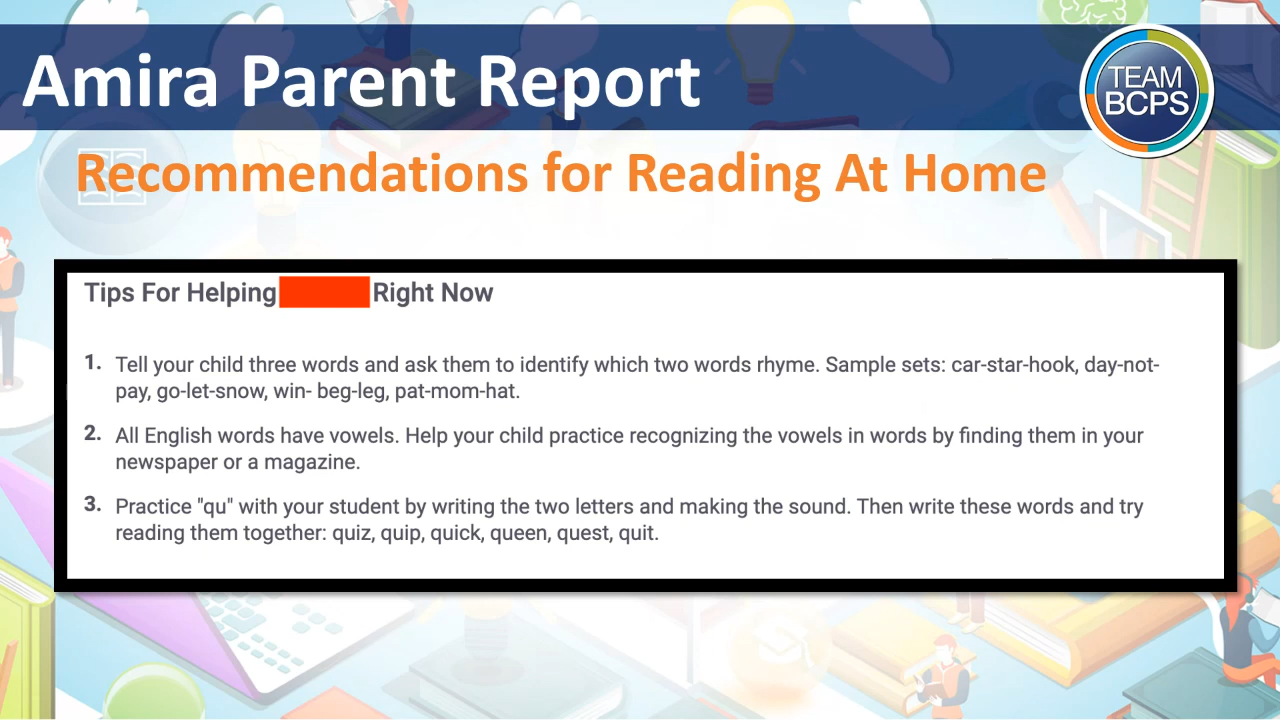 Amira Parent Report
TEAM
BCPS
Recommendations for Reading At Home
Tips For Helping Right Now
1. Tell your child three words and ask them to identify which two words rhyme. Sample sets: car-star-hook, day-not-
pay, go-let-snow, win- beg-leg, pat-mom-hat.
2. All English words have vowels. Help your child practice recognizing the vowels in words by finding them in your
newspaper or a magazine.
3. Practice "qu" with your student by writing the two letters and making the sound. Then write these words and try
reading them together: quiz, quip, quick, queen, quest, quit.